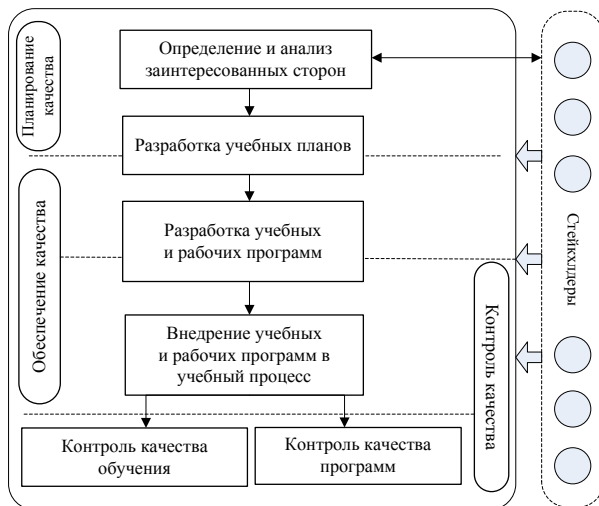 Планирование
качества
Определение и анализ
заинтересованных сторон
Разработка учебных планов
Обеспечение качества
Разработка учебных
и рабочих программ
Стейкхлдеры
Внедрение учебных
и рабочих программ в
учебный процесс
Контроль качества
Контроль качества
обучения
Контроль качества
программ